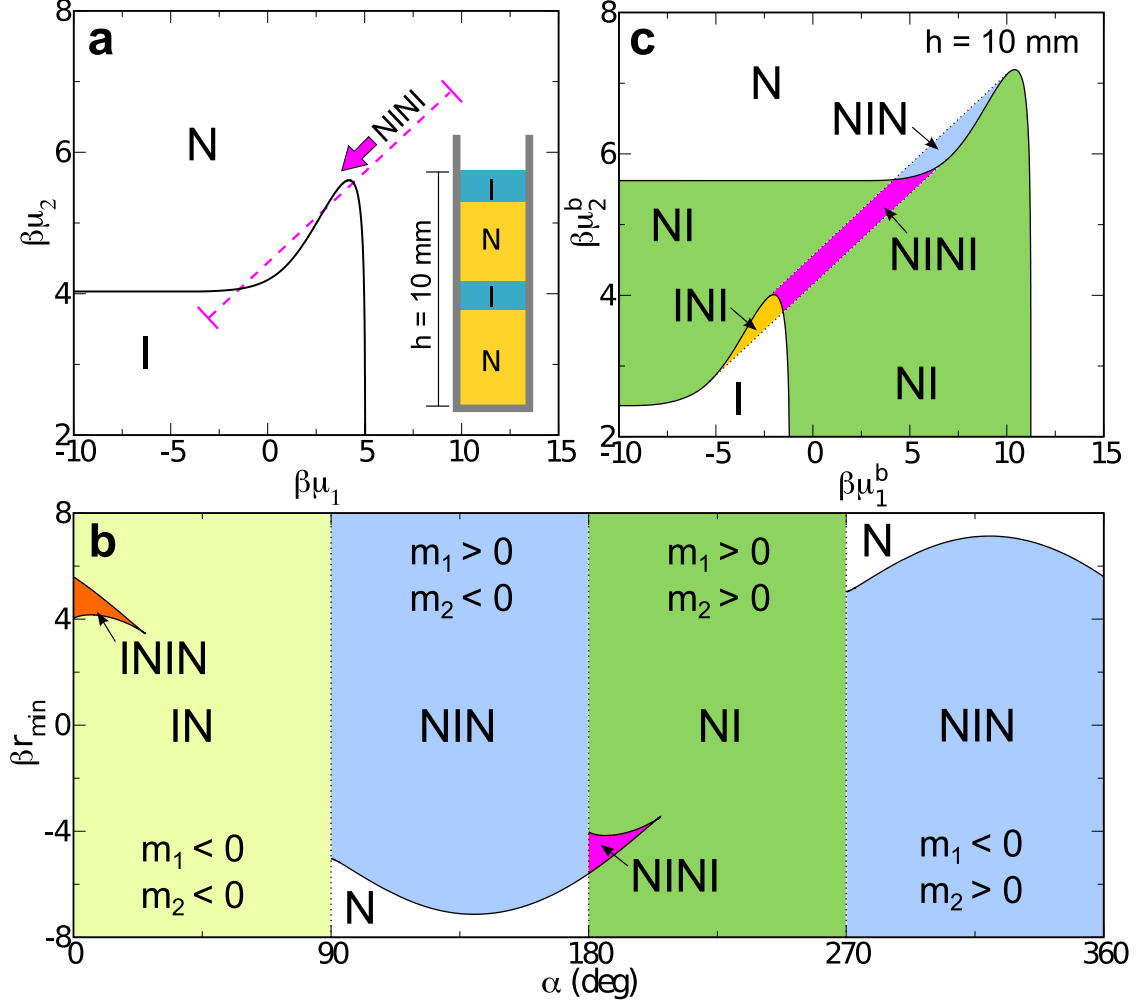 a
8
6
4
2
βμ₂
N
I
NINI
I
N
I
N
h = 10 mm
-10
-5
0
5
10
15
βμ₁
c
h = 10 mm
8
6
4
2
βμ₂ᵇ
N
NIN
NI
NINI
INI
I
NI
-10
-5
0
5
10
15
βμ₁ᵇ
b
8
4
0
-4
-8
βr_min
ININ
IN
m₁ < 0
m₂ < 0
m₁ > 0
m₂ < 0
NIN
N
m₁ > 0
m₂ > 0
NI
NINI
N
NIN
m₁ < 0
m₂ > 0
0
90
180
270
360
α (deg)